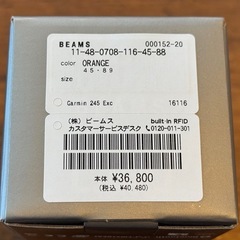 BEAMS 000152-20
11-48-0708-116-45-88
color ORANGE
45-89
size
Garmin 245 Exc 16116
(株) ビームス built-in RFID
カスタマーサービスデスク 0120-011-301
本体 ¥36,800
(税込 ¥40,480)